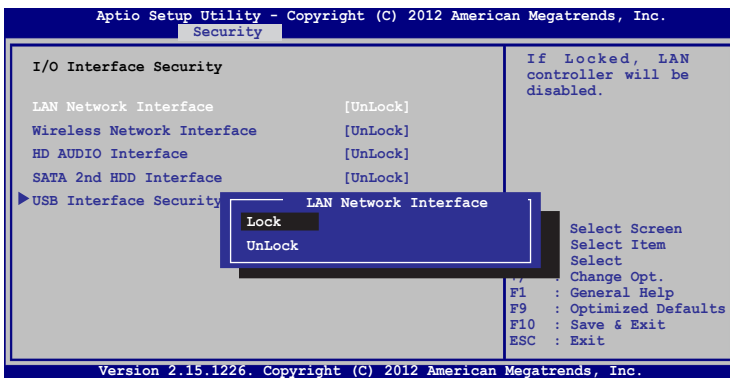 Aptio Setup Utility - Copyright (C) 2012 American Megatrends, Inc.
Security
I/O Interface Security
LAN Network Interface [UnLock]
Wireless Network Interface [UnLock]
HD AUDIO Interface [UnLock]
SATA 2nd HDD Interface [UnLock]
USB Interface Security
LAN Network Interface
Lock
UnLock
If Locked, LAN
controller will be
disabled.
Select Screen
Select Item
Select
: Change Opt.
F1 : General Help
F9 : Optimized Defaults
F10 : Save & Exit
ESC : Exit
Version 2.15.1226. Copyright (C) 2012 American Megatrends, Inc.